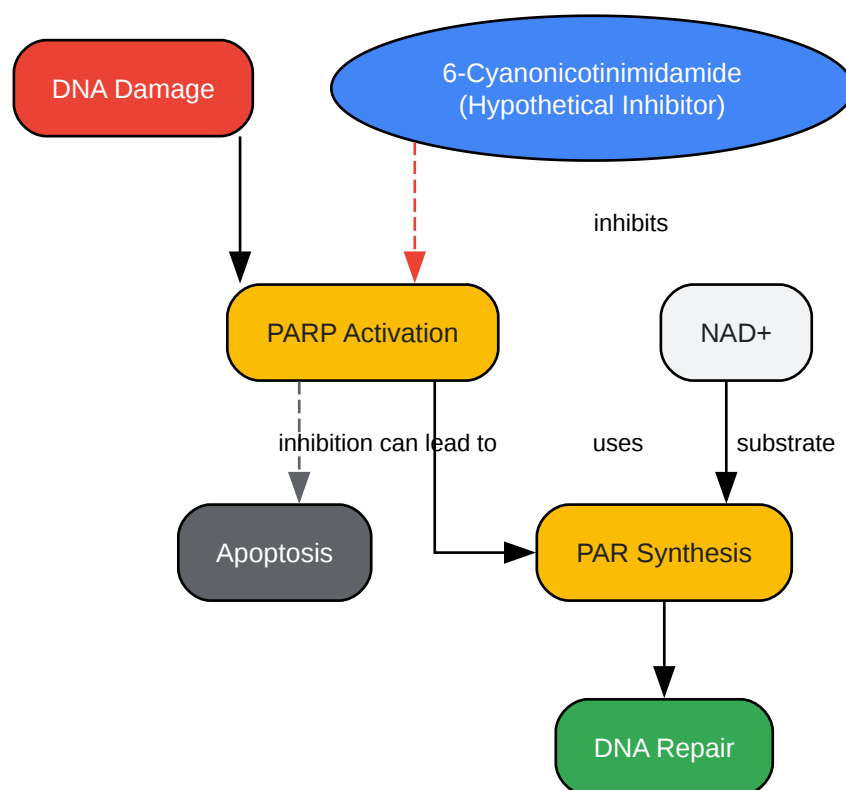 DNA Damage
6-Cyanonicotinimidamide
(Hypothetical Inhibitor)
inhibits
PARP Activation
NAD+
inhibition can lead to
uses
substrate
Apoptosis
PAR Synthesis
DNA Repair